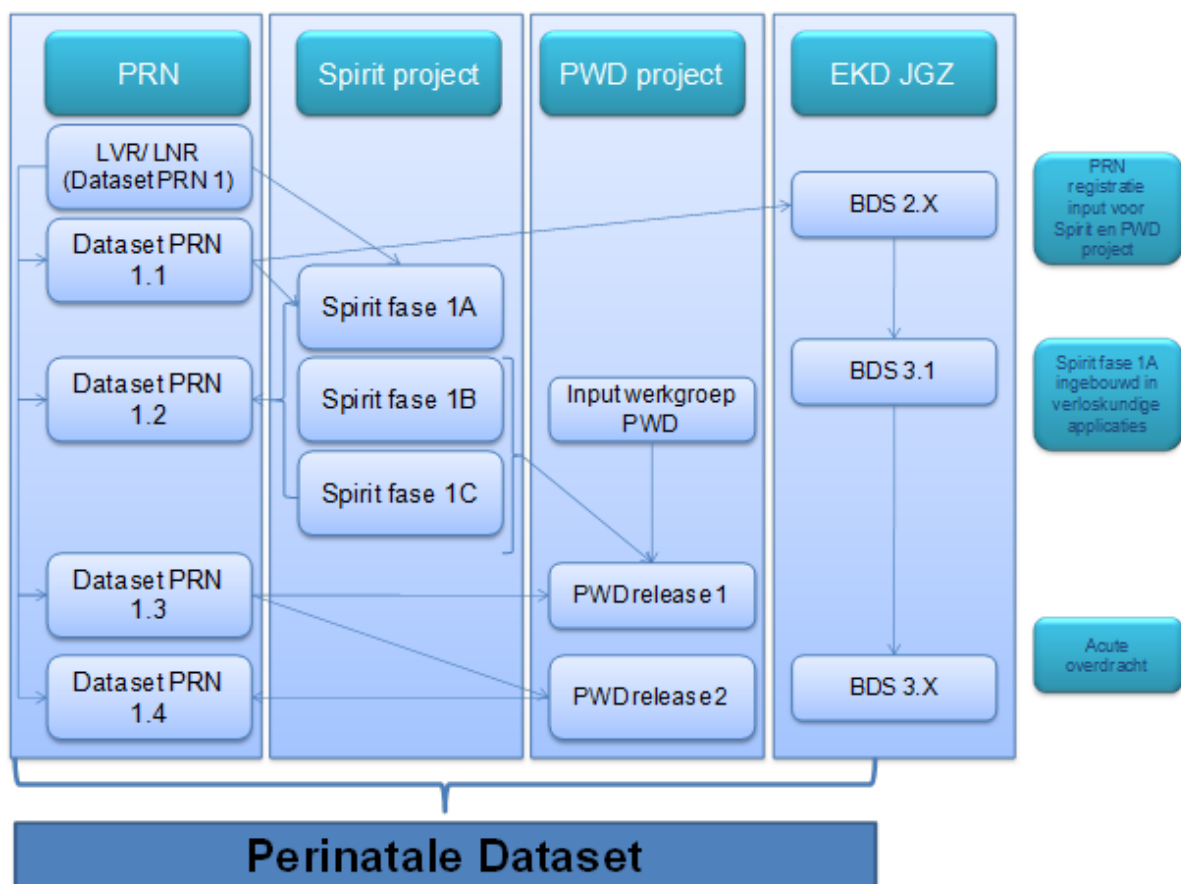 PRN
Spirit project
PWD project
EKD JGZ
LVR/ LNR
(Dataset PRN 1)
Dataset PRN
1.1
Dataset PRN
1.2
Dataset PRN
1.3
Dataset PRN
1.4
Spirit fase 1A
Spirit fase 1B
Spirit fase 1C
Input werkgroep
PWD
PWD release 1
PWD release 2
BDS 2.X
BDS 3.1
BDS 3.X
PRN
registratie
input voor
Spirit en PWD
project
Spirit fase 1A
ingebouwd in
verloskundige
applicaties
Acute
overdracht
Perinatale Dataset